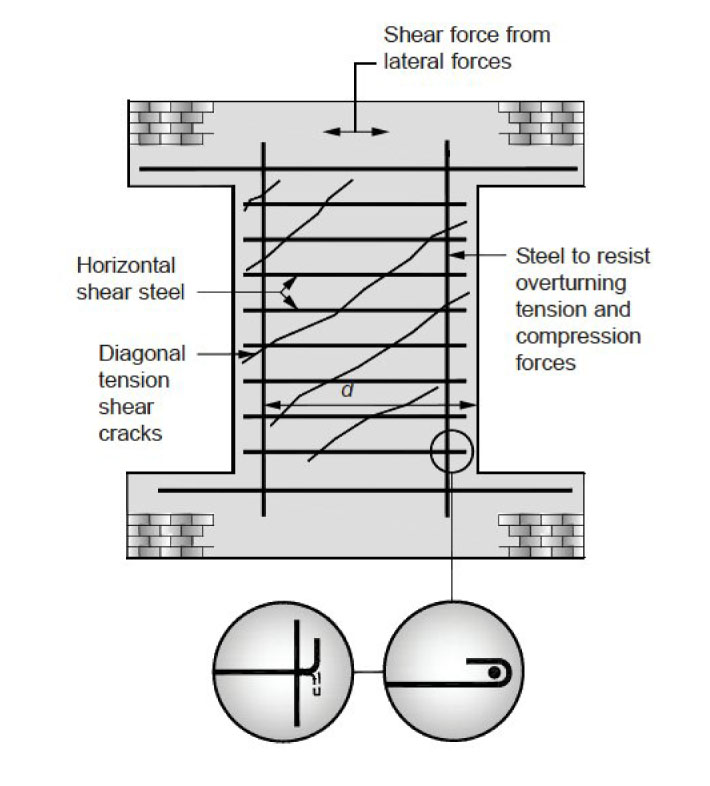 Shear force from
lateral forces
Steel to resist
overturning
tension and
compression
forces
Horizontal
shear steel
Diagonal
tension
shear
cracks
d